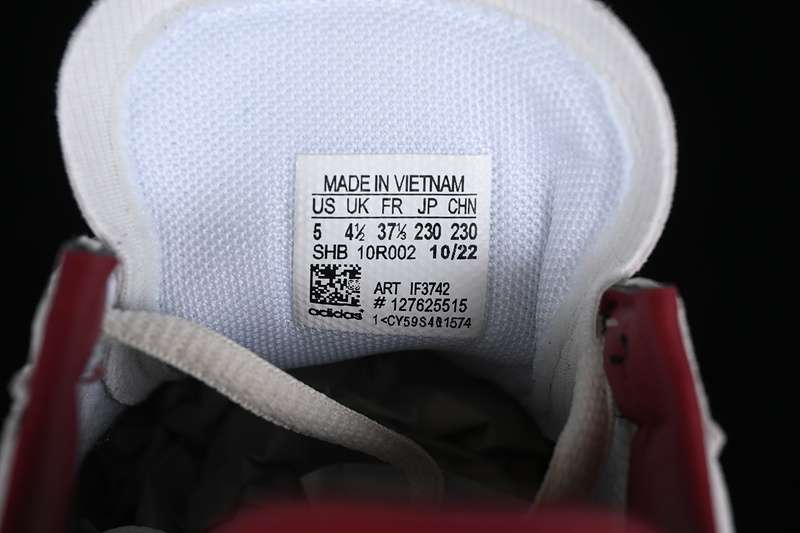 MADE IN VIETNAM
US UK FR JP CHN
5 4½ 37⅓ 230 230
SHB 10R002 10/22
ART IF3742
# 127625515
adidas
1<CY59S401574